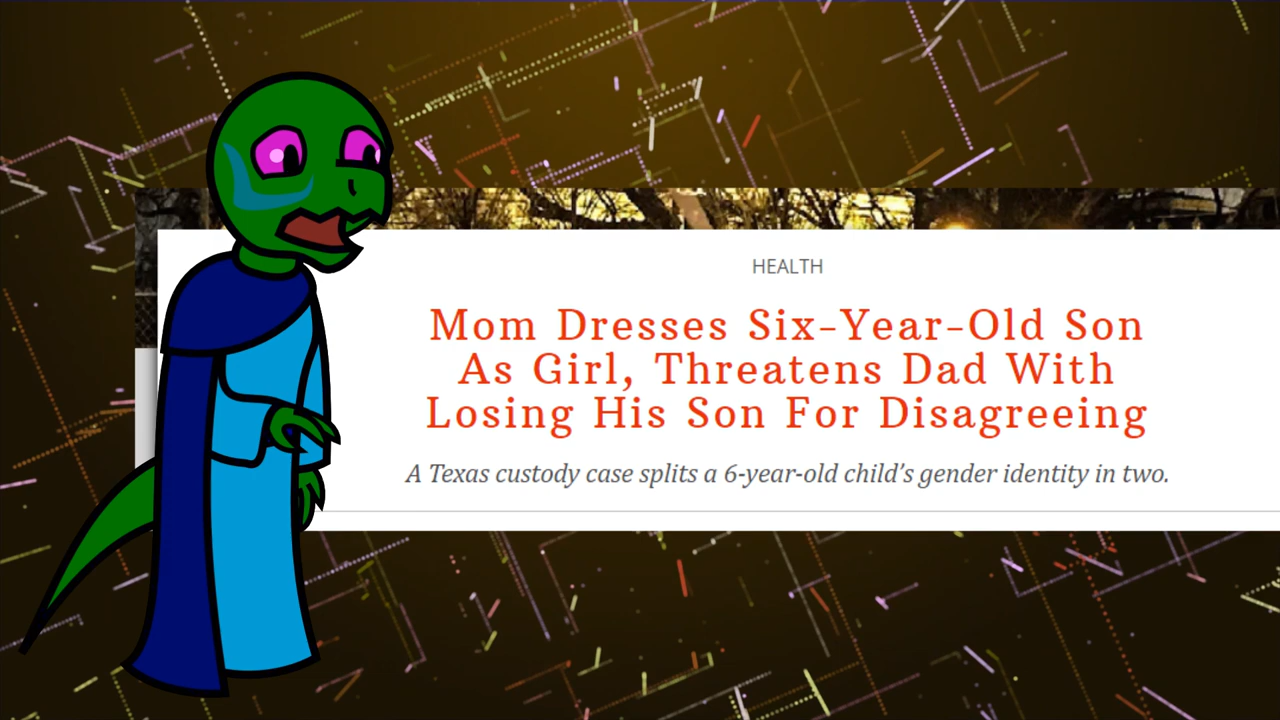 HEALTH
Mom Dresses Six-Year-Old Son
As Girl, Threatens Dad With
Losing His Son For Disagreeing
A Texas custody case splits a 6-year-old child’s gender identity in two.